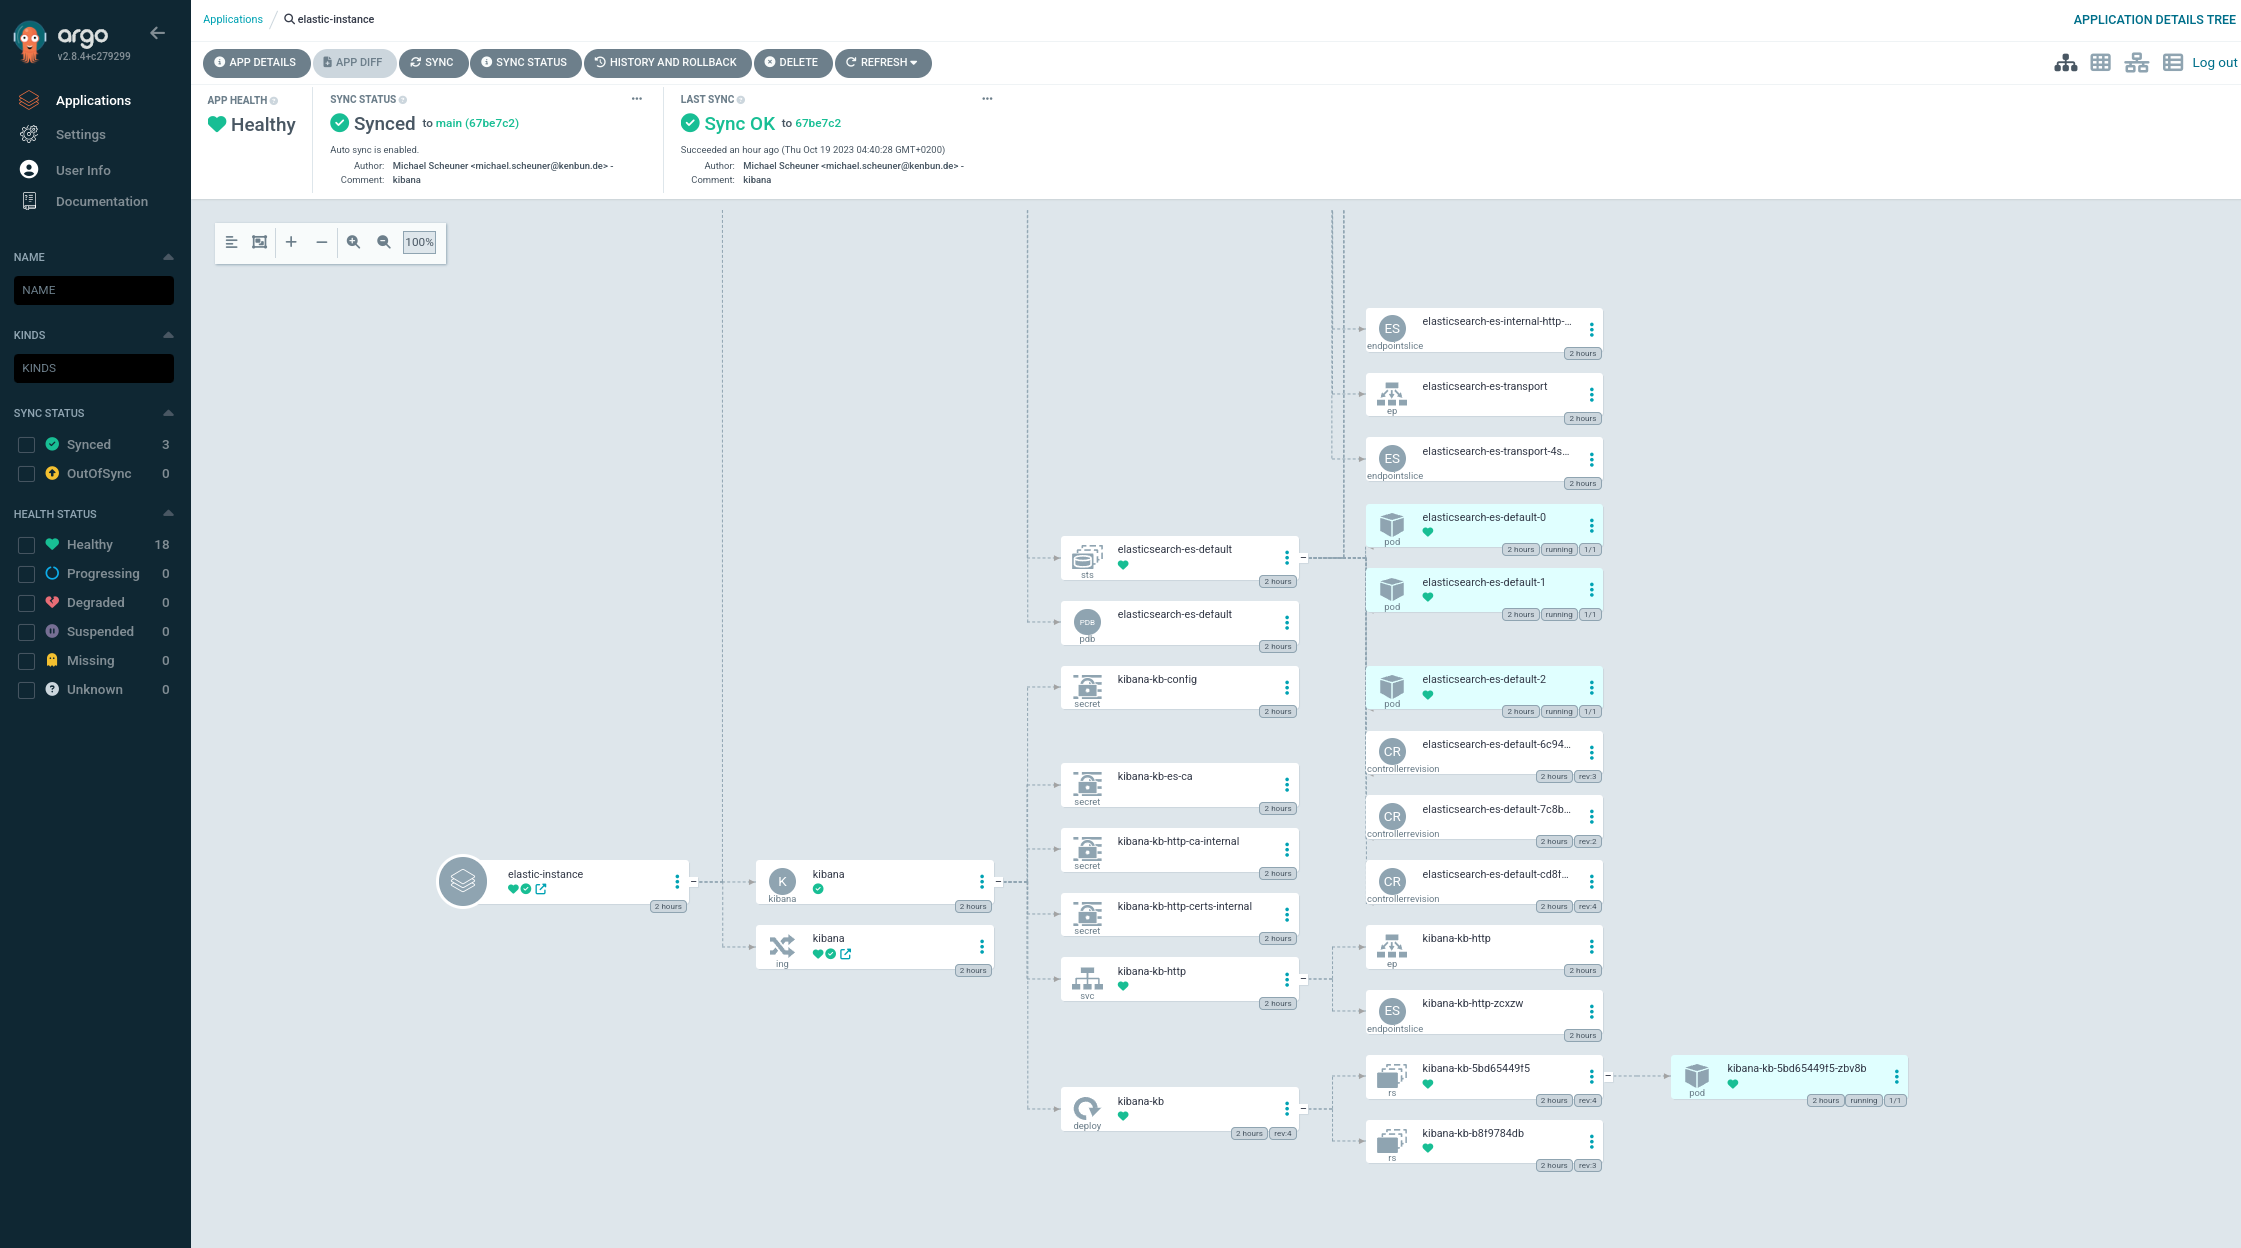 argo
v2.8.4+c279299
Applications
Settings
User Info
Documentation
NAME
NAME
KINDS
KINDS
SYNC STATUS
Synced 3
OutOfSync 0
HEALTH STATUS
Healthy 18
Progressing 0
Degraded 0
Suspended 0
Missing 0
Unknown 0
Applications / elastic-instance
APPLICATION DETAILS TREE
APP DETAILS APP DIFF SYNC SYNC STATUS HISTORY AND ROLLBACK DELETE REFRESH
Log out
APP HEALTH
Healthy
SYNC STATUS ...
Synced to main (67be7c2)
Auto sync is enabled.
Author: Michael Scheuner <michael.scheuner@kenbun.de> -
Comment: kibana
LAST SYNC ...
Sync OK to 67be7c2
Succeeded an hour ago (Thu Oct 19 2023 04:40:28 GMT+0200)
Author: Michael Scheuner <michael.scheuner@kenbun.de> -
Comment: kibana
100%
elastic-instance
2 hours
K
kibana
kibana
2 hours
kibana
ing
2 hours
elasticsearch-es-default
sts
2 hours
elasticsearch-es-default
PDB
pdb
2 hours
kibana-kb-config
secret
2 hours
kibana-kb-es-ca
secret
2 hours
kibana-kb-http-ca-internal
secret
2 hours
kibana-kb-http-certs-internal
secret
2 hours
kibana-kb-http
svc
2 hours
kibana-kb
deploy
2 hours rev:4
elasticsearch-es-internal-http-...
ES
endpointslice
2 hours
elasticsearch-es-transport
ep
2 hours
elasticsearch-es-transport-4s...
ES
endpointslice
2 hours
elasticsearch-es-default-0
pod
2 hours running 1/1
elasticsearch-es-default-1
pod
2 hours running 1/1
elasticsearch-es-default-2
pod
2 hours running 1/1
elasticsearch-es-default-6c94...
CR
controllerrevision
2 hours rev:3
elasticsearch-es-default-7c8b...
CR
controllerrevision
2 hours rev:2
elasticsearch-es-default-cd8f...
CR
controllerrevision
2 hours rev:4
kibana-kb-http
ep
2 hours
kibana-kb-http-zcxzw
ES
endpointslice
2 hours
kibana-kb-5bd65449f5
rs
2 hours rev:4
kibana-kb-b8f9784db
rs
2 hours rev:3
kibana-kb-5bd65449f5-zbv8b
pod
2 hours running 1/1